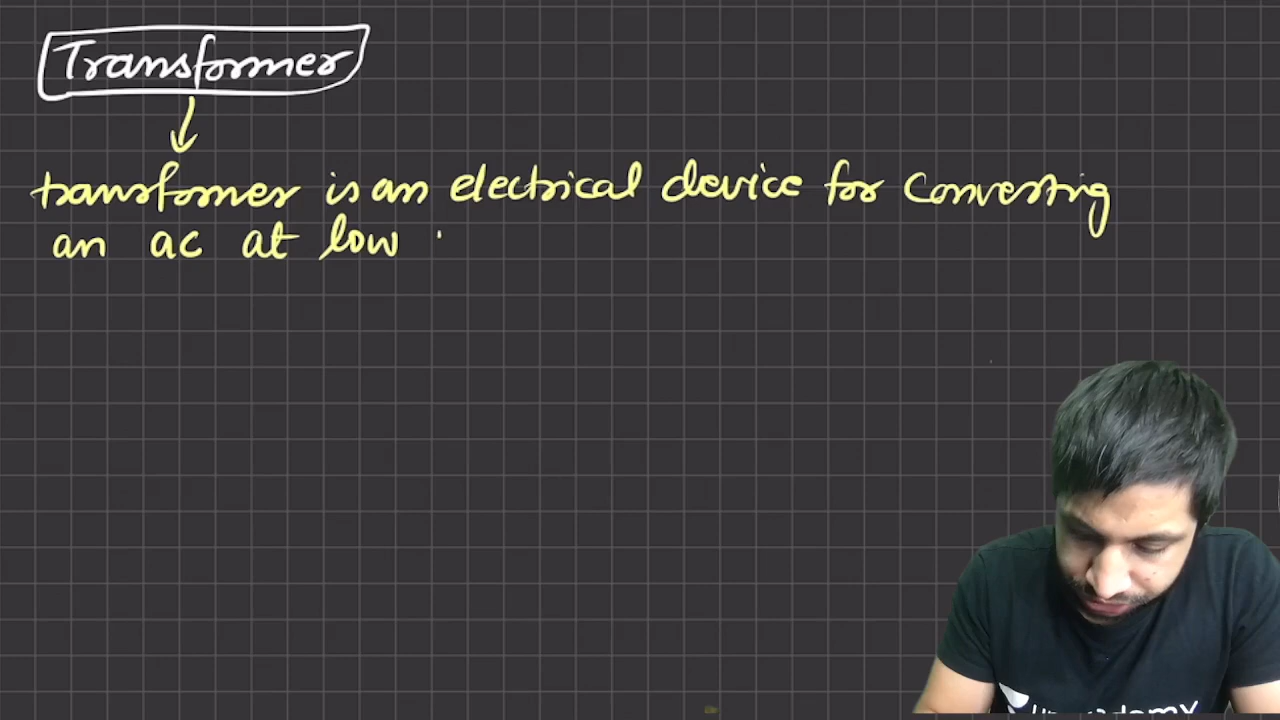 Transformer
transformer is an electrical device for Converting
an ac at low